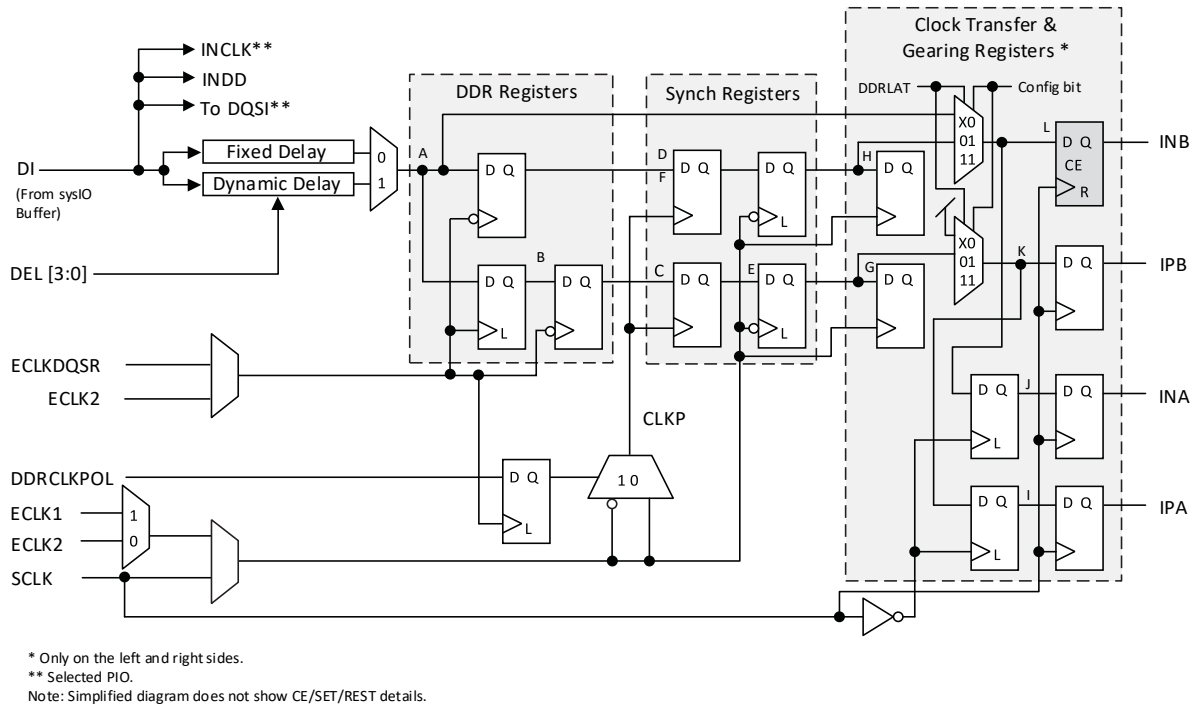 Clock Transfer &
Gearing Registers *
INCLK**
INDD
To DQSI**
DDR Registers
Synch Registers
DDRLAT
Config bit
X0
01
11
L
D Q
CE
R
INB
DI
(From sysIO
Buffer)
Fixed Delay
Dynamic Delay
0
1
A
D Q
D
F
D Q
D Q
L
H
D Q
X0
01
11
K
D Q
IPB
DEL [3:0]
D Q
L
B
D Q
C
D Q
E
D Q
L
G
D Q
ECLKDQSR
ECLK2
CLKP
D Q
L
J
D Q
INA
DDRCLKPOL
D Q
L
1 0
ECLK1
ECLK2
1
0
SCLK
D Q
L
I
D Q
IPA
* Only on the left and right sides.
** Selected PIO.
Note: Simplified diagram does not show CE/SET/REST details.